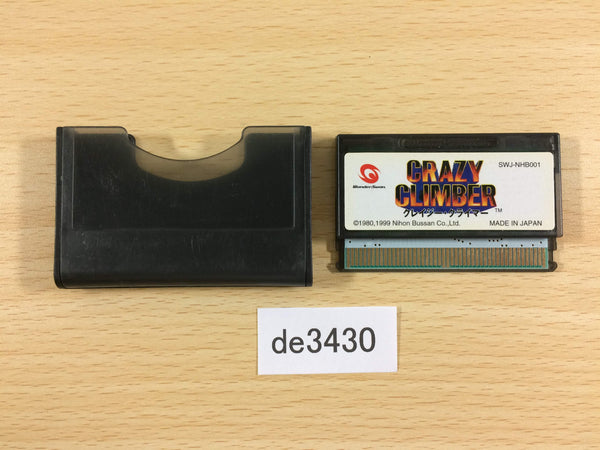 SWJ-NHB001
CRAZY
CLIMBER
WonderSwan
クレイジー・クライマー
TM
©1980,1999 Nihon Bussan Co.,Ltd.
MADE IN JAPAN
de3430